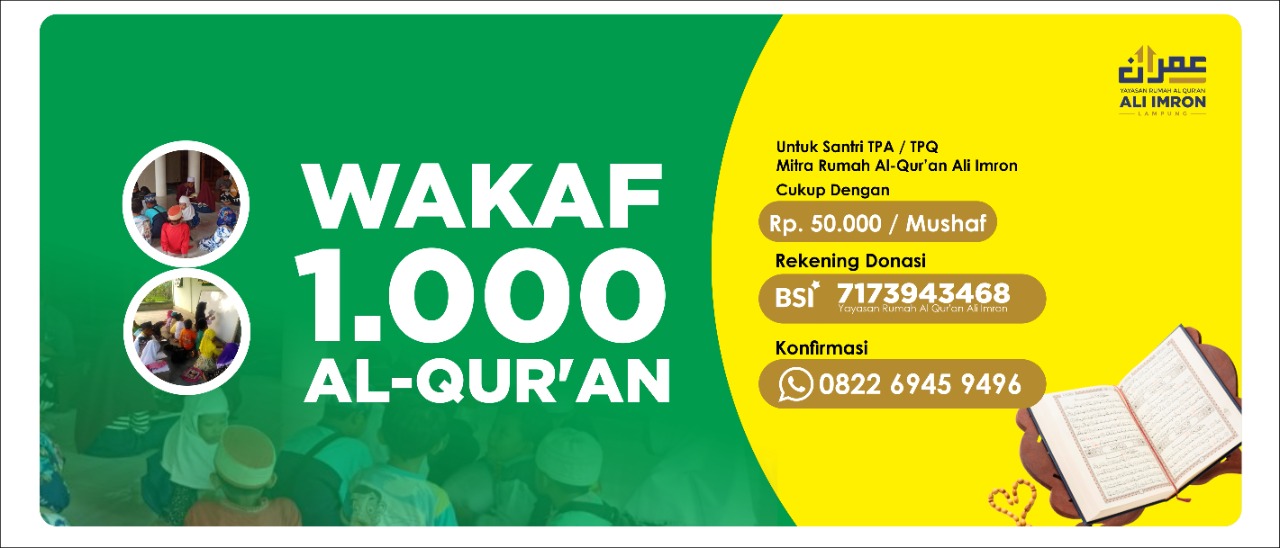 عمران
YAYASAN RUMAH AL QUR'AN
ALI IMRON
LAMPUNG
WAKAF
1.000
AL-QUR'AN
Untuk Santri TPA / TPQ
Mitra Rumah Al-Qur'an Ali Imron
Cukup Dengan
Rp. 50.000 / Mushaf
Rekening Donasi
BSI 7173943468
Yayasan Rumah Al Qur'an Ali Imron
Konfirmasi
0822 6945 9496